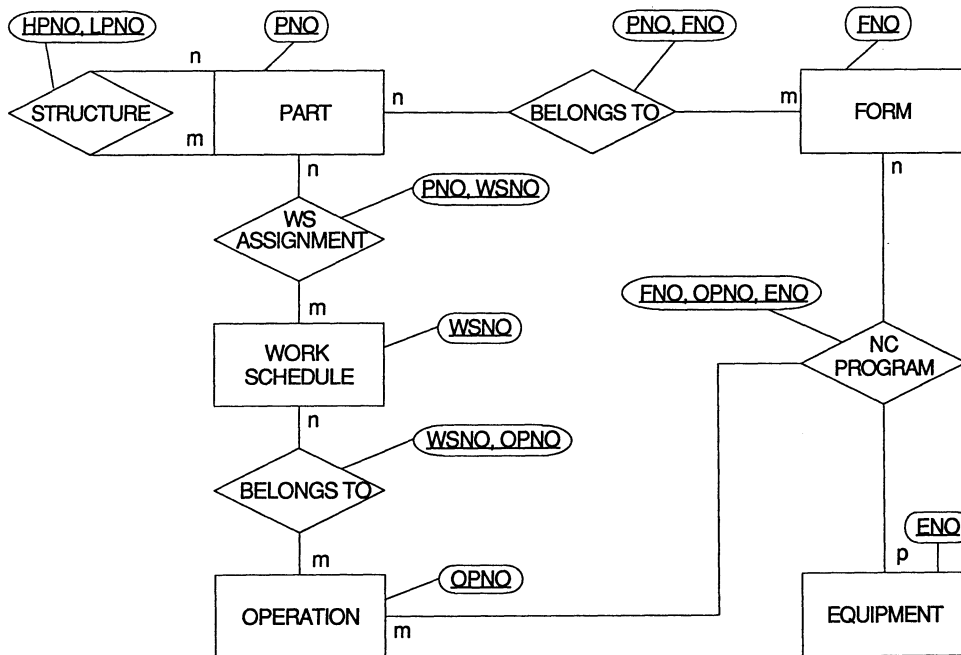 HPNO, LPNO
PNO
PNO, FNO
FNO
n
STRUCTURE
m
PART
n
BELONGS TO
m
FORM
n
n
PNO, WSNO
WS
ASSIGNMENT
m
FNO, OPNO, ENO
WSNO
WORK
SCHEDULE
NC
PROGRAM
n
WSNO, OPNO
BELONGS TO
ENO
m
p
OPNO
OPERATION
m
EQUIPMENT